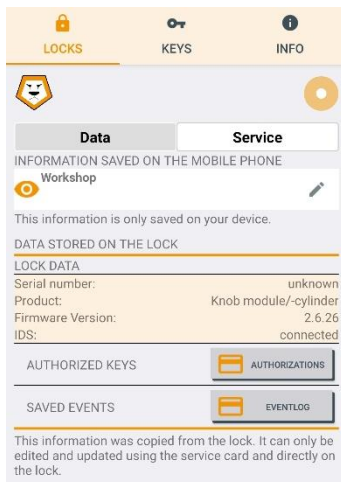 LOCKS KEYS INFO
Data Service
INFORMATION SAVED ON THE MOBILE PHONE
Workshop
This information is only saved on your device.
DATA STORED ON THE LOCK
LOCK DATA
Serial number: unknown
Product: Knob module/-cylinder
Firmware Version: 2.6.26
IDS: connected
AUTHORIZED KEYS AUTHORIZATIONS
SAVED EVENTS EVENTLOG
This information was copied from the lock. It can only be
edited and updated using the service card and directly on
the lock.